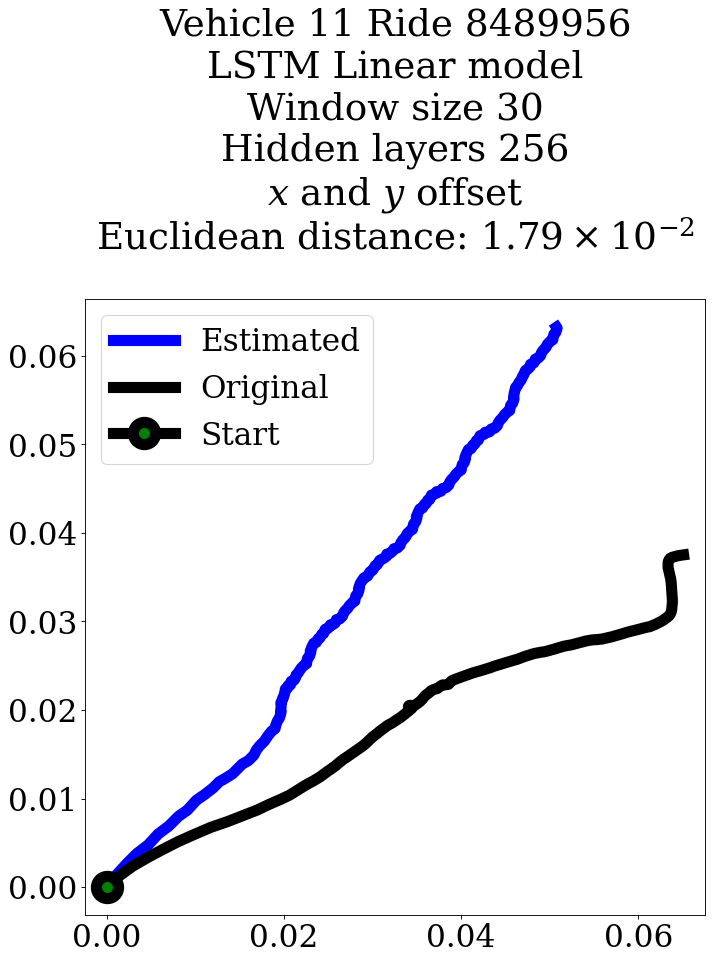 Vehicle 11 Ride 8489956
LSTM Linear model
Window size 30
Hidden layers 256
x and y offset
Euclidean distance: 1.79 × 10⁻²
Estimated
Original
Start
0.06
0.05
0.04
0.03
0.02
0.01
0.00
0.00 0.02 0.04 0.06